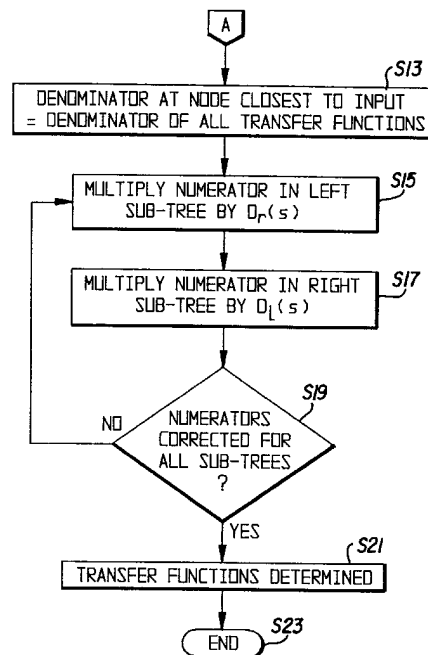 A
S13
DENOMINATOR AT NODE CLOSEST TO INPUT
= DENOMINATOR OF ALL TRANSFER FUNCTIONS
S15
MULTIPLY NUMERATOR IN LEFT
SUB-TREE BY Dr(s)
S17
MULTIPLY NUMERATOR IN RIGHT
SUB-TREE BY Dl(s)
S19
NO
NUMERATORS
CORRECTED FOR
ALL SUB-TREES
?
YES
S21
TRANSFER FUNCTIONS DETERMINED
END
S23